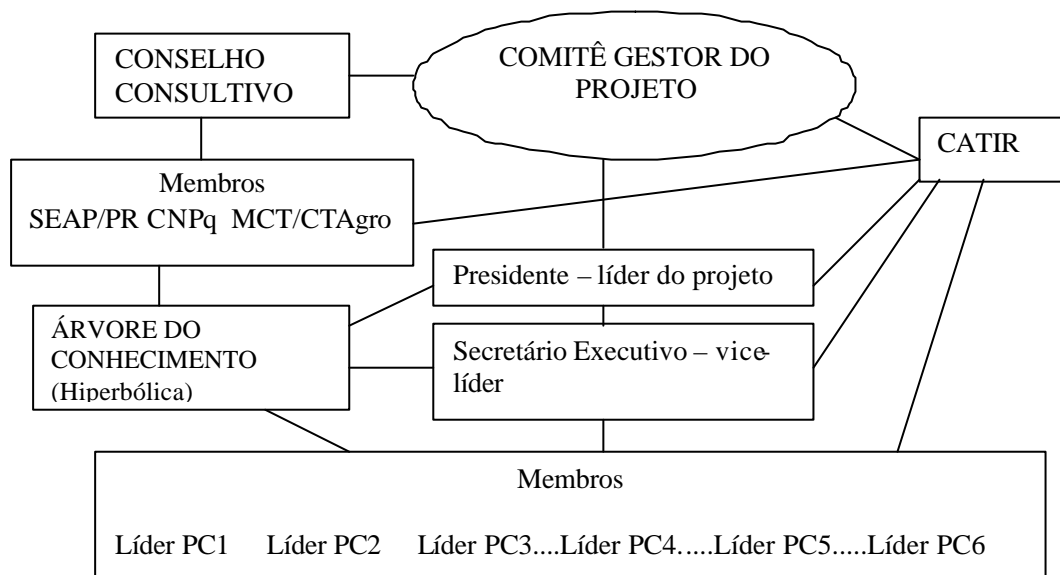 CONSELHO
CONSULTIVO
COMITÊ GESTOR DO
PROJETO
CATIR
Membros
SEAP/PR CNPq MCT/CTAgro
Presidente – líder do projeto
ÁRVORE DO
CONHECIMENTO
(Hiperbólica)
Secretário Executivo – vice-
líder
Membros
Líder PC1 Líder PC2 Líder PC3....Líder PC4.....Líder PC5.....Líder PC6